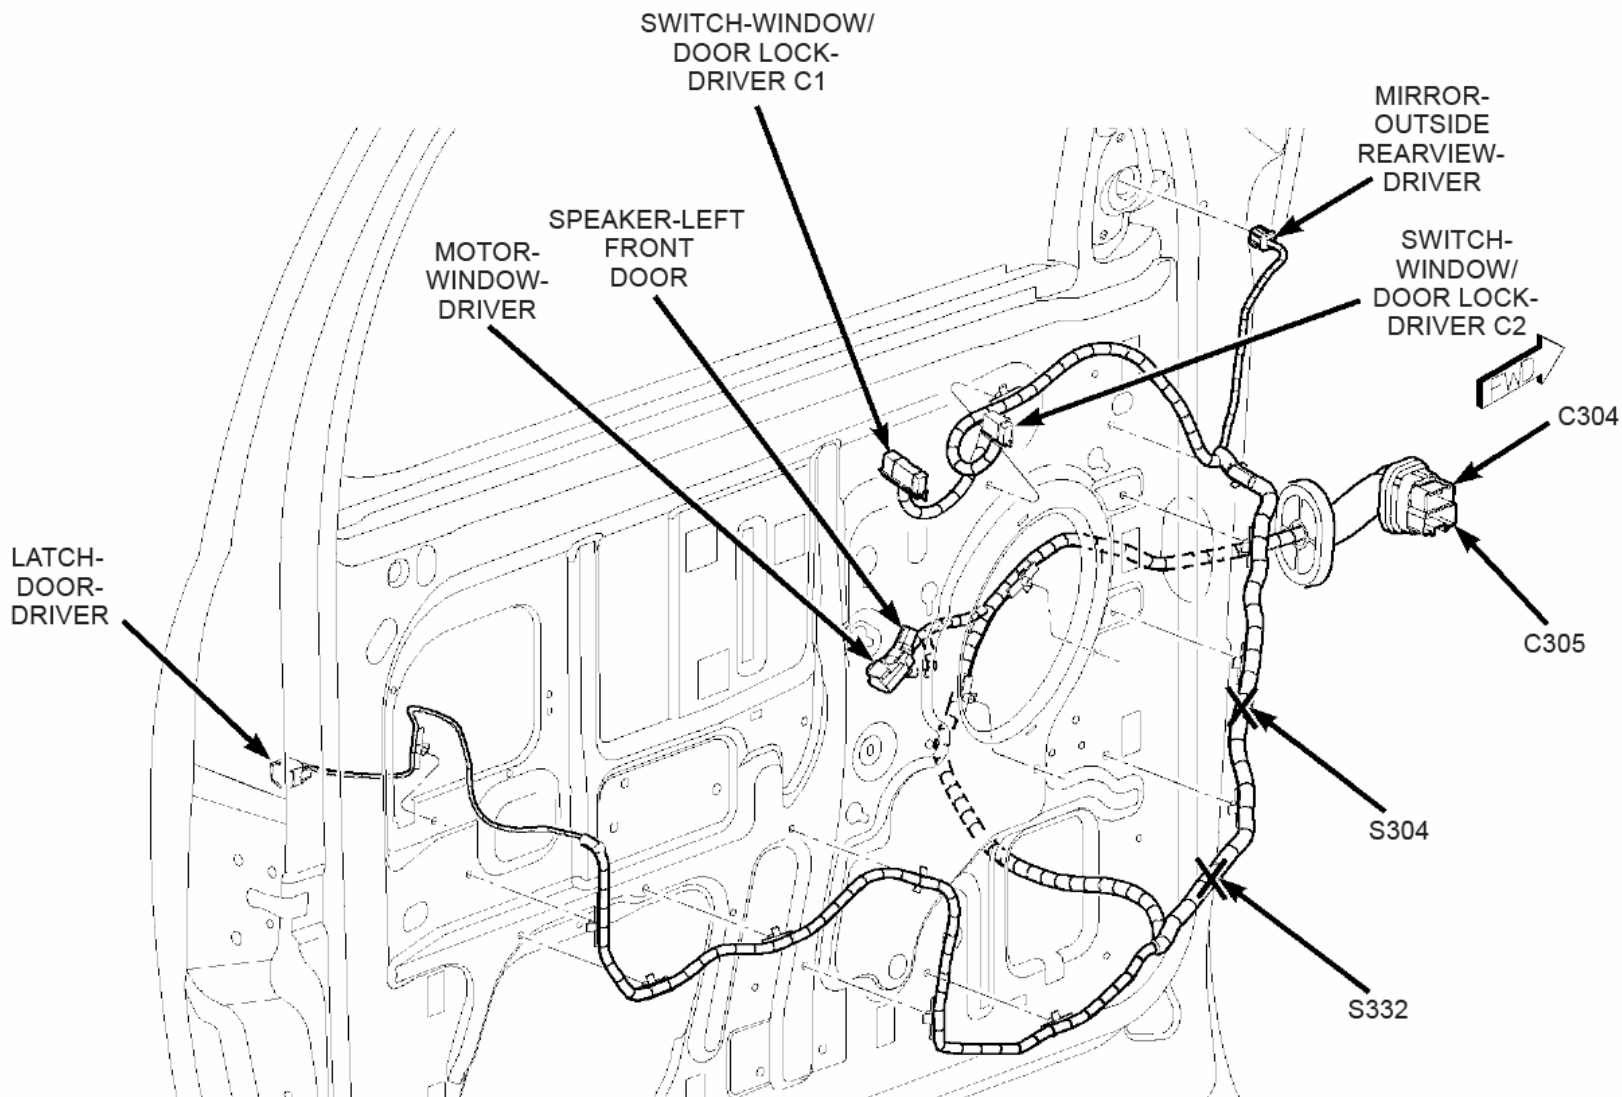 SWITCH-WINDOW/
DOOR LOCK-
DRIVER C1
MIRROR-
OUTSIDE
REARVIEW-
DRIVER
SPEAKER-LEFT
FRONT
DOOR
MOTOR-
WINDOW-
DRIVER
SWITCH-
WINDOW/
DOOR LOCK-
DRIVER C2
FWD
C304
C305
LATCH-
DOOR-
DRIVER
S304
S332